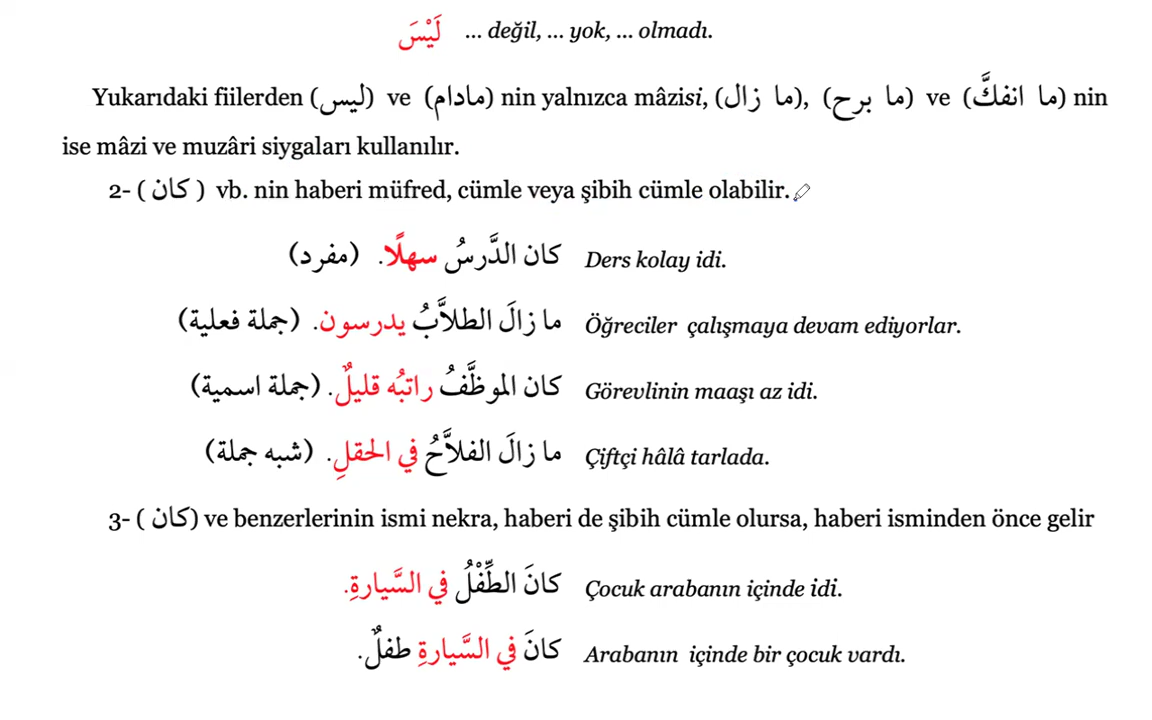 لَيْسَ ... değil, ... yok, ... olmadı.
Yukarıdaki fiilerden (ليس) ve (مادام) nin yalnızca mâzisi, (ما زال), (ما برح) ve (ما انفكَّ) nin
ise mâzi ve muzâri siygaları kullanılır.
2- ( كان ) vb. nin haberi müfred, cümle veya şibih cümle olabilir.
كان الدَّرسُ سهلًا. (مفرد) Ders kolay idi.
ما زالَ الطلاَّبُ يدرسون. (جملة فعلية) Öğreciler çalışmaya devam ediyorlar.
كان الموظَّفُ راتبُه قليلٌ. (جملة اسمية) Görevlinin maaşı az idi.
ما زالَ الفلاَّحُ في الحقلِ. (شبه جملة) Çiftçi hâlâ tarlada.
3- ( كان) ve benzerlerinin ismi nekra, haberi de şibih cümle olursa, haberi isminden önce gelir
كانَ الطِّفْلُ في السَّيارةِ. Çocuk arabanın içinde idi.
كانَ في السَّيارةِ طفلٌ. Arabanın içinde bir çocuk vardı.